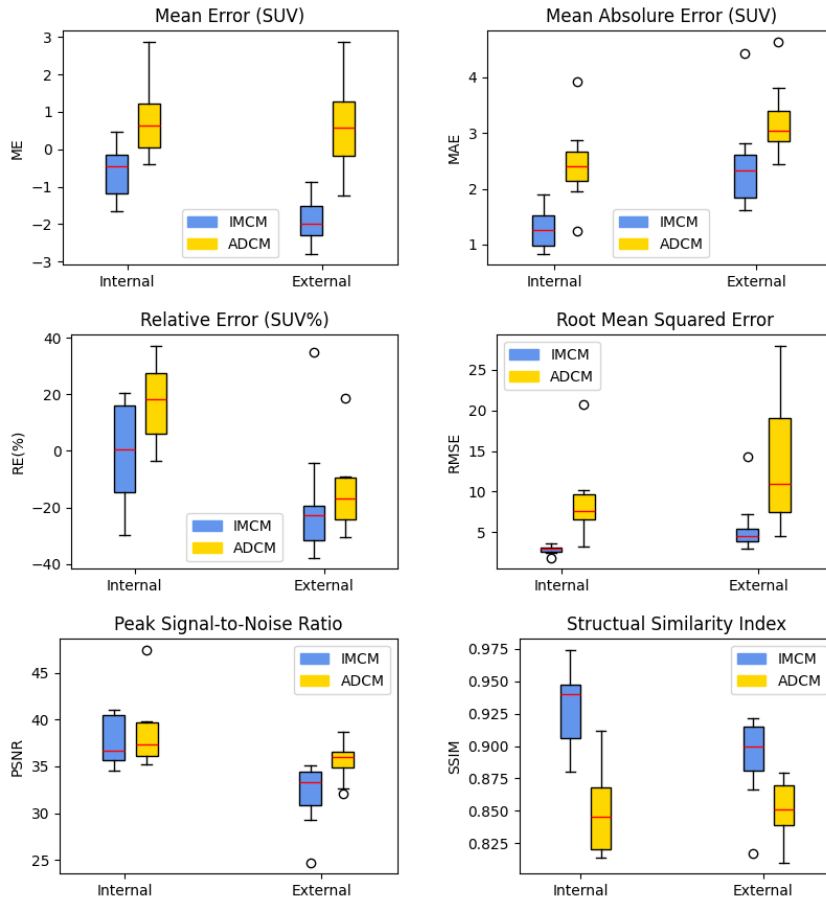 Mean Error (SUV)
3
2
1
0
−1
−2
−3
ME
IMCM
ADCM
Internal
External
Mean Absolure Error (SUV)
4
3
2
1
MAE
IMCM
ADCM
Internal
External
Relative Error (SUV%)
40
20
0
−20
−40
RE(%)
IMCM
ADCM
Internal
External
Root Mean Squared Error
25
20
15
10
5
RMSE
IMCM
ADCM
Internal
External
Peak Signal-to-Noise Ratio
45
40
35
30
25
PSNR
IMCM
ADCM
Internal
External
Structual Similarity Index
0.975
0.950
0.925
0.900
0.875
0.850
0.825
SSIM
IMCM
ADCM
Internal
External